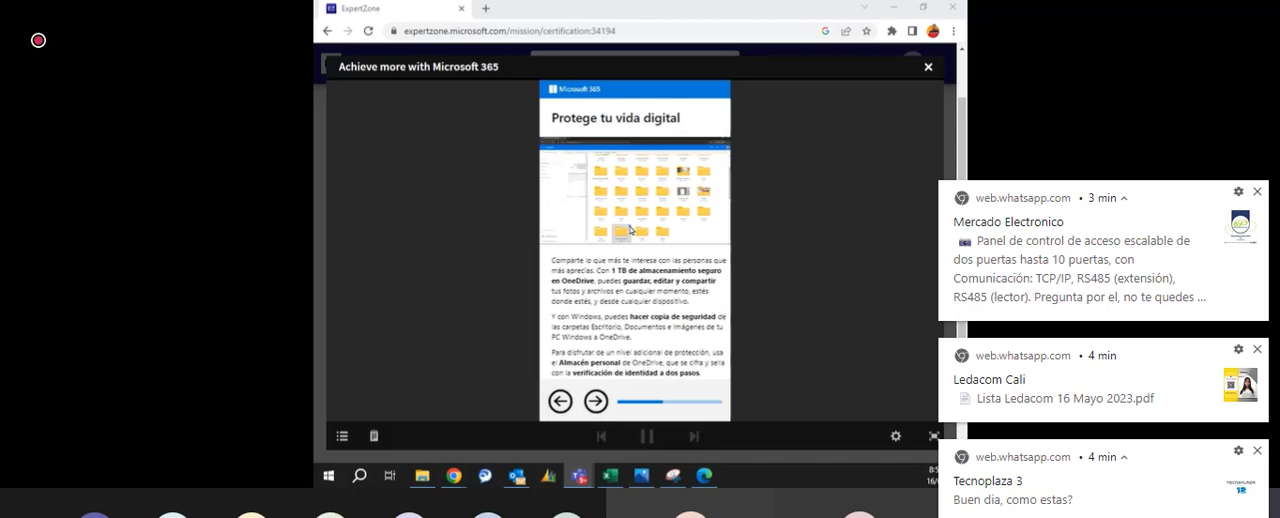 ExpertZone
expertzone.microsoft.com/mission/certification:34194
Achieve more with Microsoft 365
Microsoft 365
Protege tu vida digital
Comparte lo que más te interesa con las personas que
más aprecias. Con 1 TB de almacenamiento seguro
en OneDrive, puedes guardar, editar y compartir
tus fotos y archivos en cualquier momento, estés
donde estés, y desde cualquier dispositivo.
Y con Windows, puedes hacer copia de seguridad de
las carpetas Escritorio, Documentos e Imágenes de tu
PC Windows a OneDrive.
Para disfrutar de un nivel adicional de protección, usa
el Almacén personal de OneDrive, que se cifra y sella
con la verificación de identidad a dos pasos.
web.whatsapp.com • 3 min
Mercado Electronico
Panel de control de acceso escalable de
dos puertas hasta 10 puertas, con
Comunicación: TCP/IP, RS485 (extensión),
RS485 (lector). Pregunta por el, no te quedes ...
web.whatsapp.com • 4 min
Ledacom Cali
Lista Ledacom 16 Mayo 2023.pdf
web.whatsapp.com • 4 min
Tecnoplaza 3
Buen dia, como estas?
8:5
16/